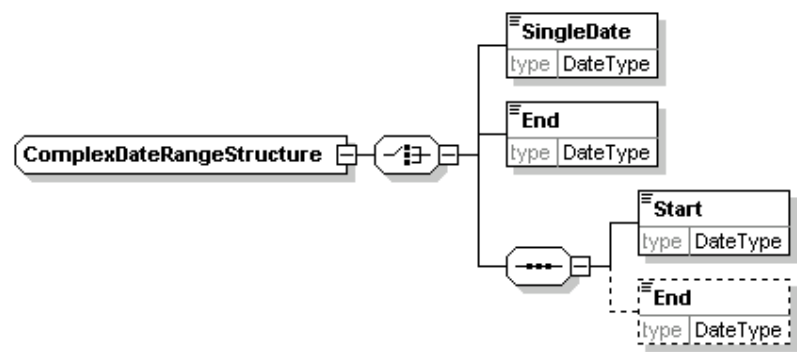 SingleDate
type DateType
End
type DateType
ComplexDateRangeStructure
Start
type DateType
End
type DateType